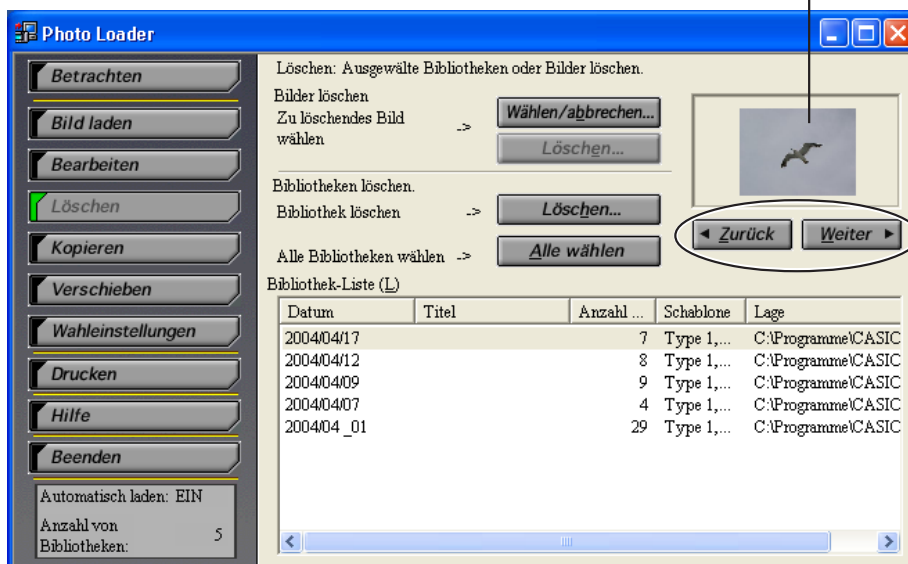 Photo Loader
Betrachten
Bild laden
Bearbeiten
Löschen
Kopieren
Verschieben
Wahleinstellungen
Drucken
Hilfe
Beenden
Automatisch laden: EIN
Anzahl von
Bibliotheken: 5
Löschen: Ausgewälte Bibliotheken oder Bilder löschen.
Bilder löschen
Zu löschendes Bild
wählen
->
Wählen/abbrechen...
Löschen...
Bibliotheken löschen.
Bibliothek löschen -> Löschen...
Alle Bibliotheken wählen -> Alle wählen
◄ Zurück Weiter ►
Bibliothek-Liste (L)
Datum Titel Anzahl ... Schablone Lage
2004/04/17 7 Type 1,... C:\Programme\CASIC
2004/04/12 8 Type 1,... C:\Programme\CASIC
2004/04/09 9 Type 1,... C:\Programme\CASIC
2004/04/07 4 Type 1,... C:\Programme\CASIC
2004/04 _01 29 Type 1,... C:\Programme\CASIC